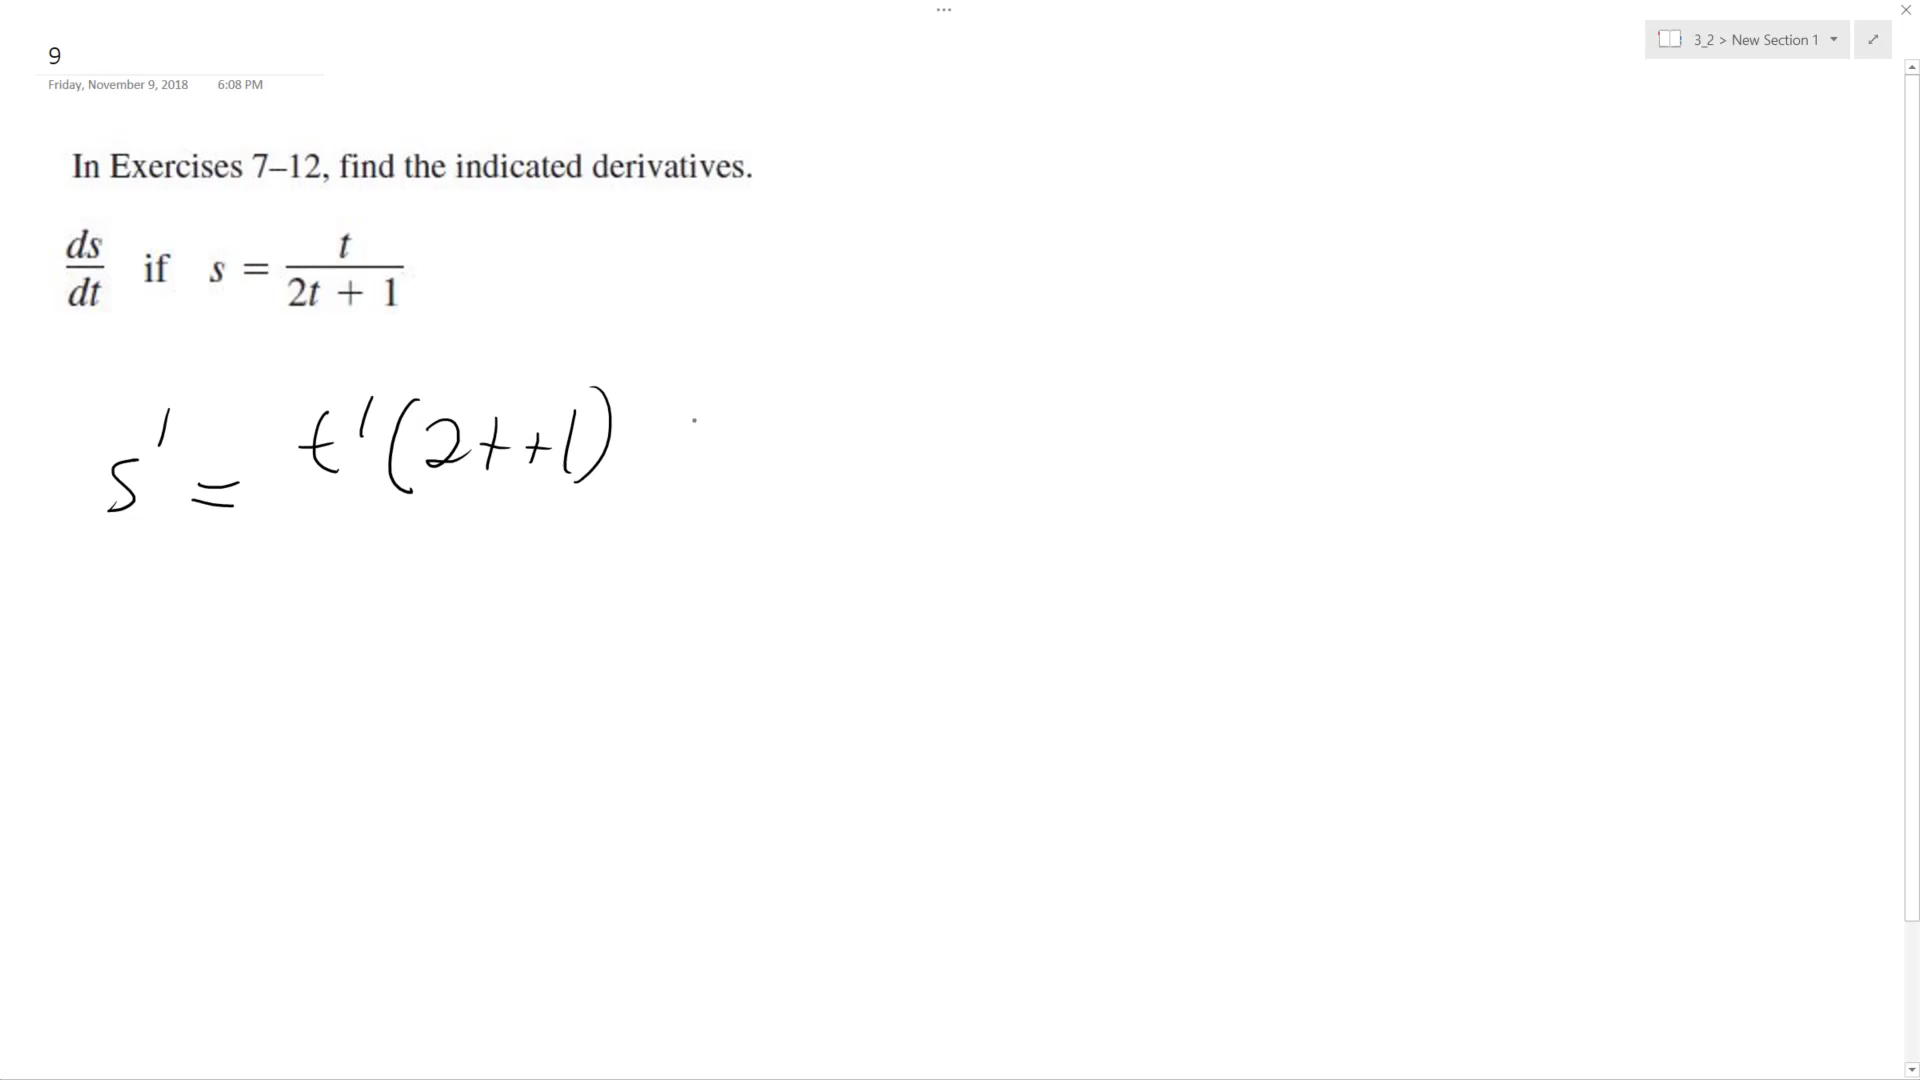 ...
3_2 > New Section 1
9
Friday, November 9, 2018 6:08 PM
In Exercises 7–12, find the indicated derivatives.
ds/dt if s = t/(2t + 1)
s' = t'(2t+1)